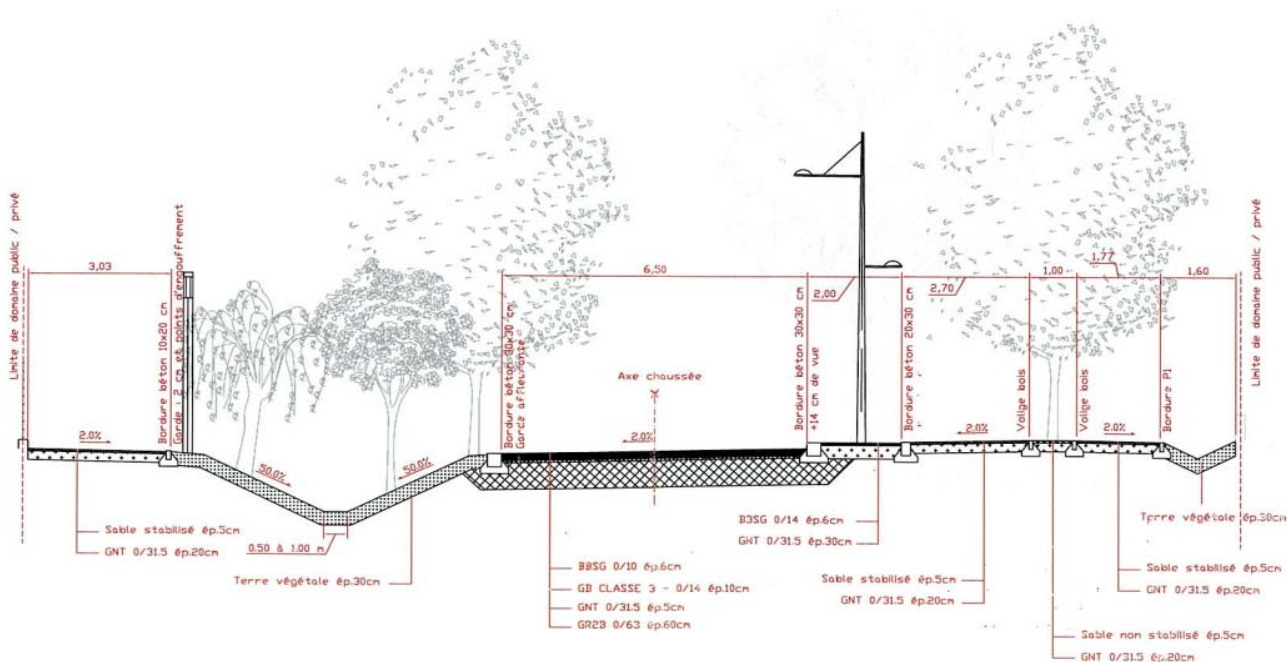 Limite de domaine public / privé
3,03
Bordure béton 10x20 cm
Garde : 2 cm et points d'engouffrement
6,50
Bordure béton 30x30 cm
Garde affleurante
Axe chaussée
Bordure béton 30x30 cm
+14 cm de vue
2,00
Bordure béton 20x30 cm
2,70
1,00
Volige bois
1,77
Volige bois
1,60
Bordure P1
Limite de domaine public / privé
2.0%
50.0%
50.0%
2.0%
2.0%
2.0%
Sable stabilisé ép.5cm
GNT 0/31.5 ép.20cm
0.50 à 1.00 m
Terre végétale ép.30cm
BBSG 0/10 ép.6cm
GB CLASSE 3 - 0/14 ép.10cm
GNT 0/31.5 ép.5cm
GR2B 0/63 ép.60cm
BBSG 0/14 ép.6cm
GNT 0/31.5 ép.30cm
Sable stabilisé ép.5cm
GNT 0/31.5 ép.20cm
Terre végétale ép.30cm
Sable stabilisé ép.5cm
GNT 0/31.5 ép.20cm
Sable non stabilisé ép.5cm
GNT 0/31.5 ép.20cm